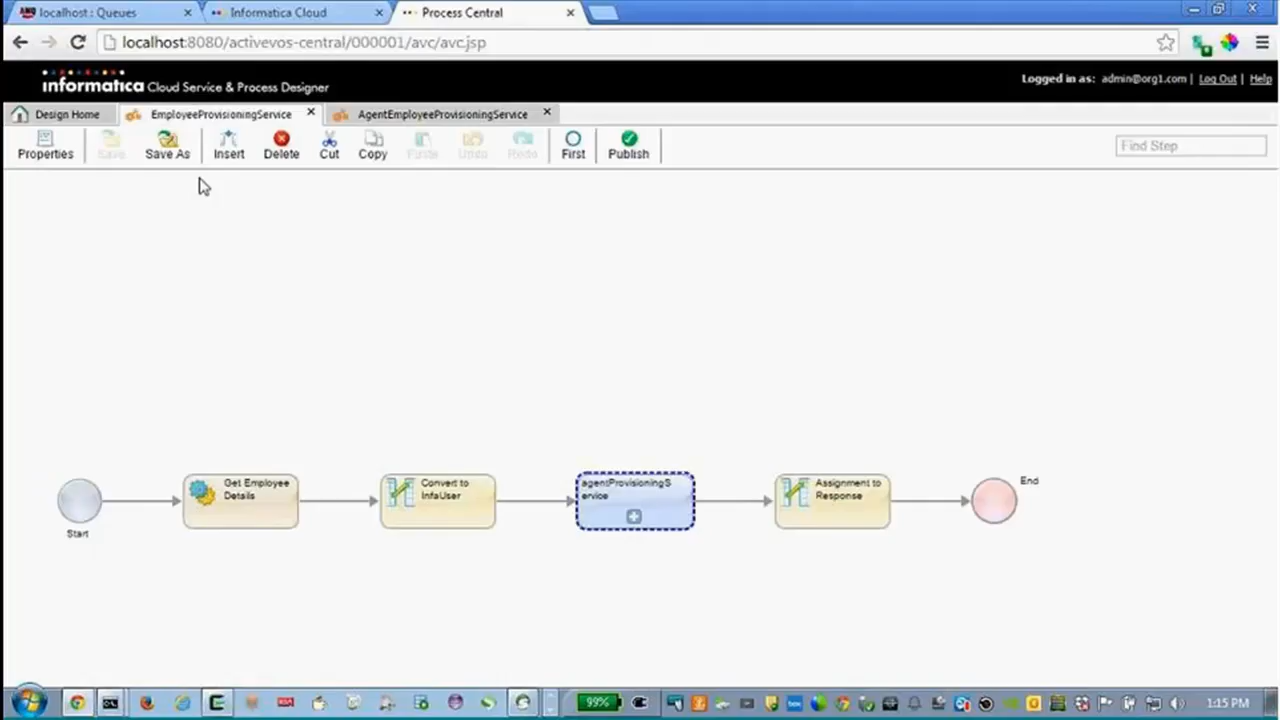 localhost : Queues
Informatica Cloud
Process Central
localhost:8080/activevos-central/000001/avc/avc.jsp
informatica Cloud Service & Process Designer
Logged in as: admin@org1.com | Log Out | Help
Design Home
EmployeeProvisioningService
AgentEmployeeProvisioningService
Properties
Save
Save As
Insert
Delete
Cut
Copy
Paste
Undo
Redo
First
Publish
Find Step
Start
Get Employee
Details
Convert to
InfaUser
agentProvisioningS
ervice
Assignment to
Response
End
99%
1:15 PM